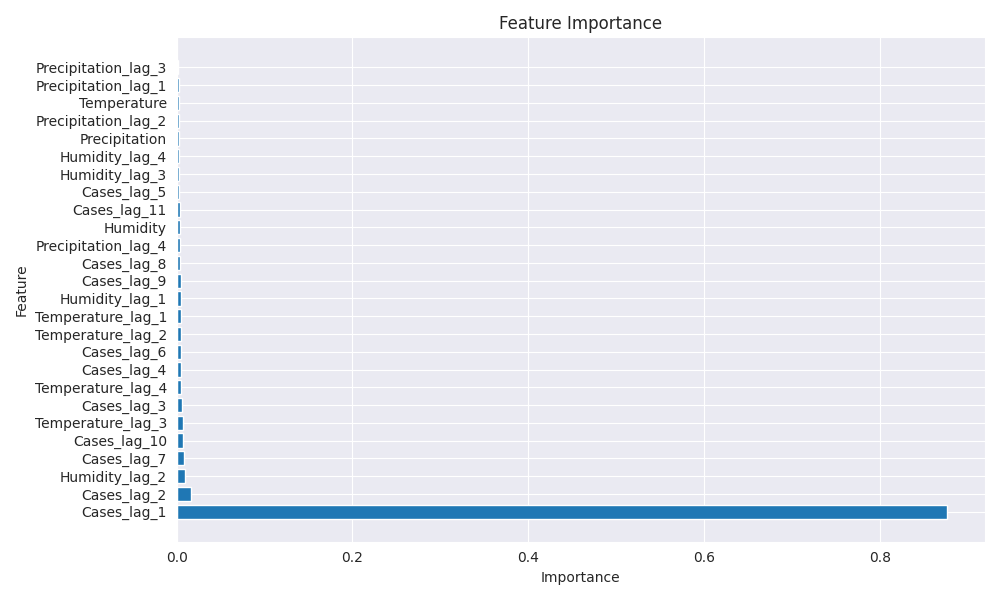 Feature Importance
Feature
Precipitation_lag_3
Precipitation_lag_1
Temperature
Precipitation_lag_2
Precipitation
Humidity_lag_4
Humidity_lag_3
Cases_lag_5
Cases_lag_11
Humidity
Precipitation_lag_4
Cases_lag_8
Cases_lag_9
Humidity_lag_1
Temperature_lag_1
Temperature_lag_2
Cases_lag_6
Cases_lag_4
Temperature_lag_4
Cases_lag_3
Temperature_lag_3
Cases_lag_10
Cases_lag_7
Humidity_lag_2
Cases_lag_2
Cases_lag_1
0.0 0.2 0.4 0.6 0.8
Importance